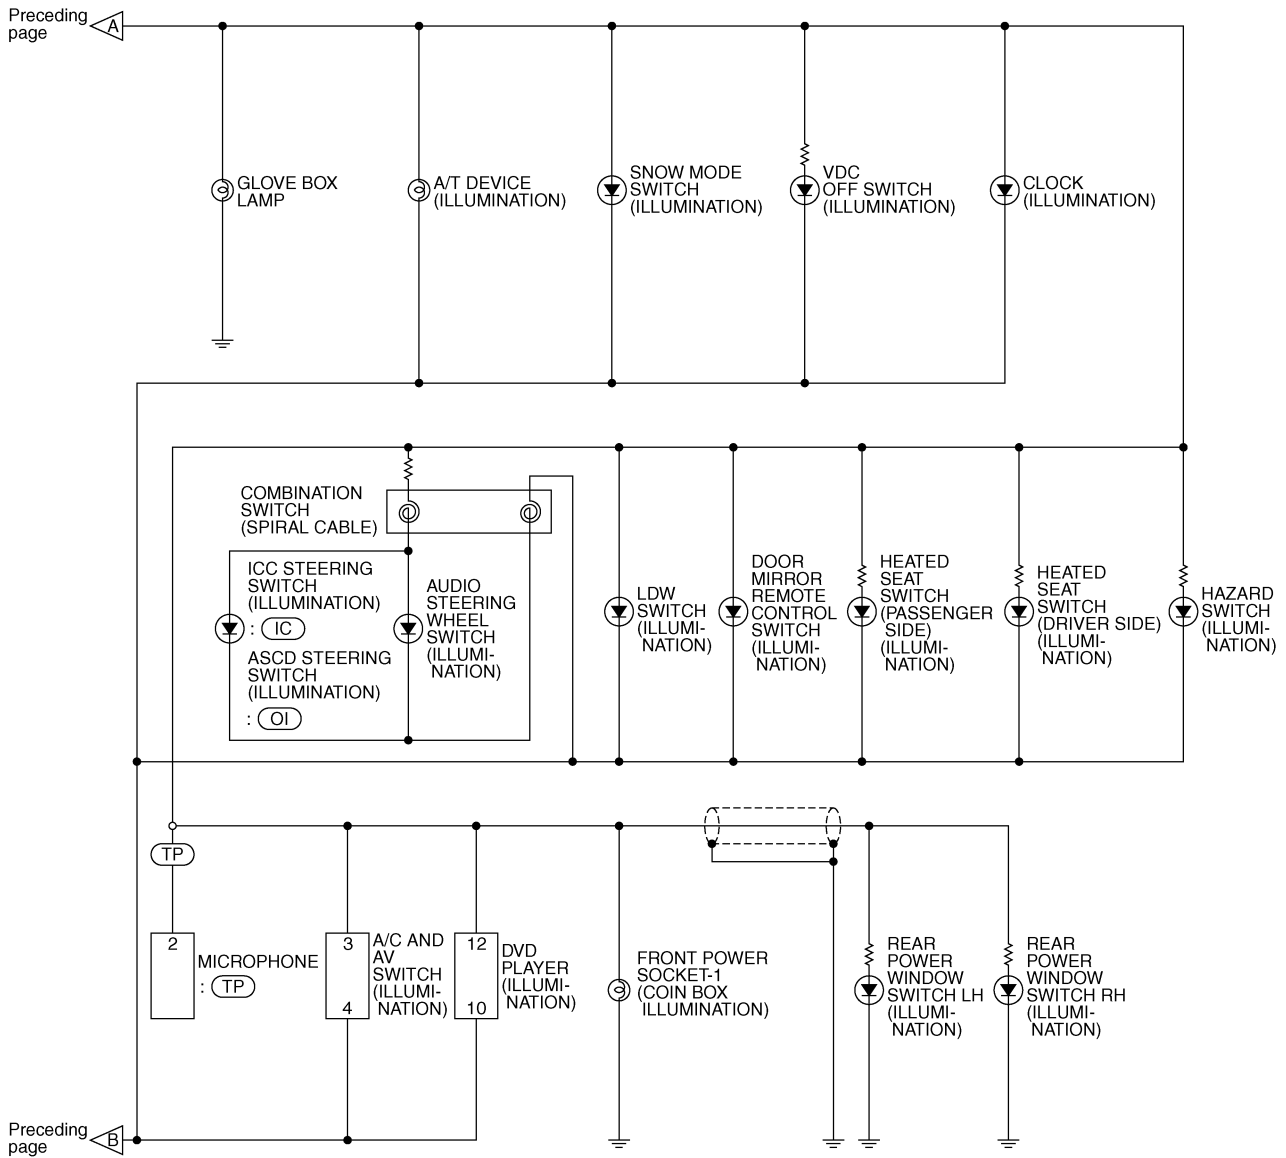 Preceding
page
A
GLOVE BOX
LAMP
A/T DEVICE
(ILLUMINATION)
SNOW MODE
SWITCH
(ILLUMINATION)
VDC
OFF SWITCH
(ILLUMINATION)
CLOCK
(ILLUMINATION)
COMBINATION
SWITCH
(SPIRAL CABLE)
ICC STEERING
SWITCH
(ILLUMINATION)
: IC
ASCD STEERING
SWITCH
(ILLUMINATION)
: OI
AUDIO
STEERING
WHEEL
SWITCH
(ILLUMI-
NATION)
LDW
SWITCH
(ILLUMI-
NATION)
DOOR
MIRROR
REMOTE
CONTROL
SWITCH
(ILLUMI-
NATION)
HEATED
SEAT
SWITCH
(PASSENGER
SIDE)
(ILLUMI-
NATION)
HEATED
SEAT
SWITCH
(DRIVER SIDE)
(ILLUMI-
NATION)
HAZARD
SWITCH
(ILLUMI-
NATION)
TP
2
MICROPHONE
: TP
3
4
A/C AND
AV
SWITCH
(ILLUMI-
NATION)
12
10
DVD
PLAYER
(ILLUMI-
NATION)
FRONT POWER
SOCKET-1
(COIN BOX
ILLUMINATION)
REAR
POWER
WINDOW
SWITCH LH
(ILLUMI-
NATION)
REAR
POWER
WINDOW
SWITCH RH
(ILLUMI-
NATION)
Preceding
page
B